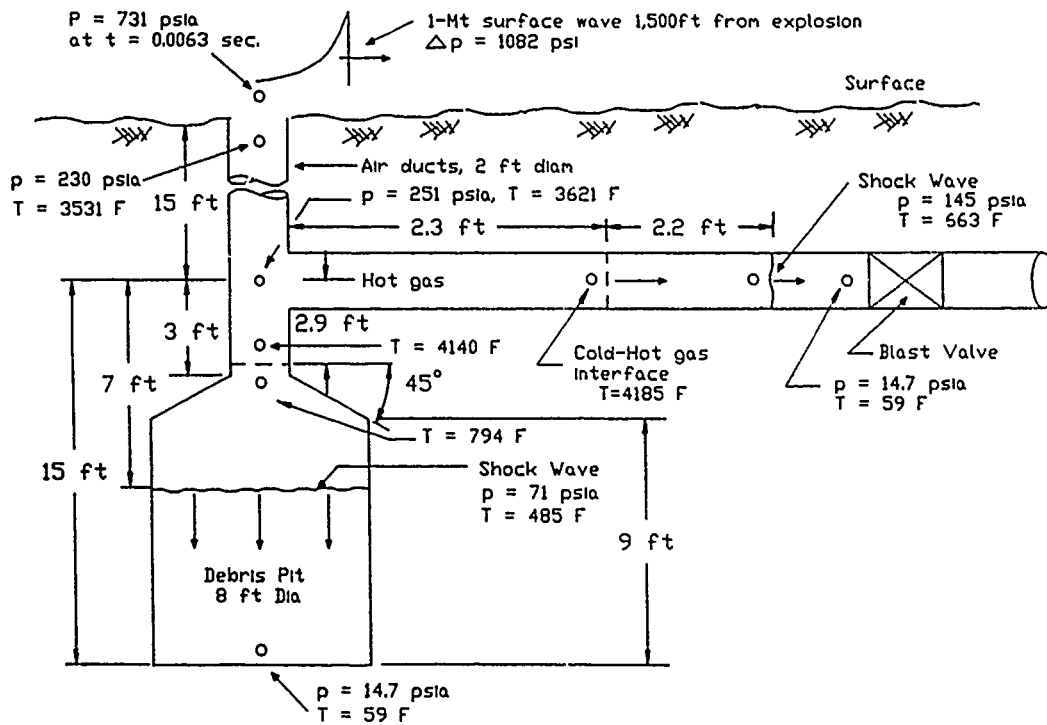 P = 731 psia
at t = 0.0063 sec.
1-Mt surface wave 1,500ft from explosion
Δp = 1082 psi
Surface
p = 230 psia
T = 3531 F
15 ft
Air ducts, 2 ft diam
p = 251 psia, T = 3621 F
Shock Wave
p = 145 psia
T = 663 F
2.3 ft
2.2 ft
Hot gas
3 ft
2.9 ft
7 ft
T = 4140 F
45°
Cold-Hot gas
Interface
T=4185 F
Blast Valve
p = 14.7 psia
T = 59 F
T = 794 F
15 ft
Shock Wave
p = 71 psia
T = 485 F
9 ft
Debris Pit
8 ft Dia
p = 14.7 psia
T = 59 F